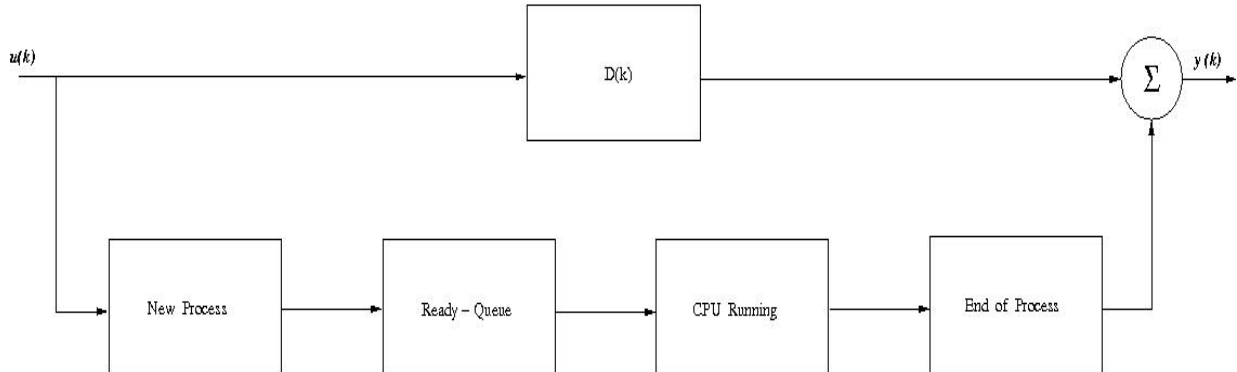 u(k)
D(k)
Σ
y(k)
New Process
Ready – Queue
CPU Running
End of Process